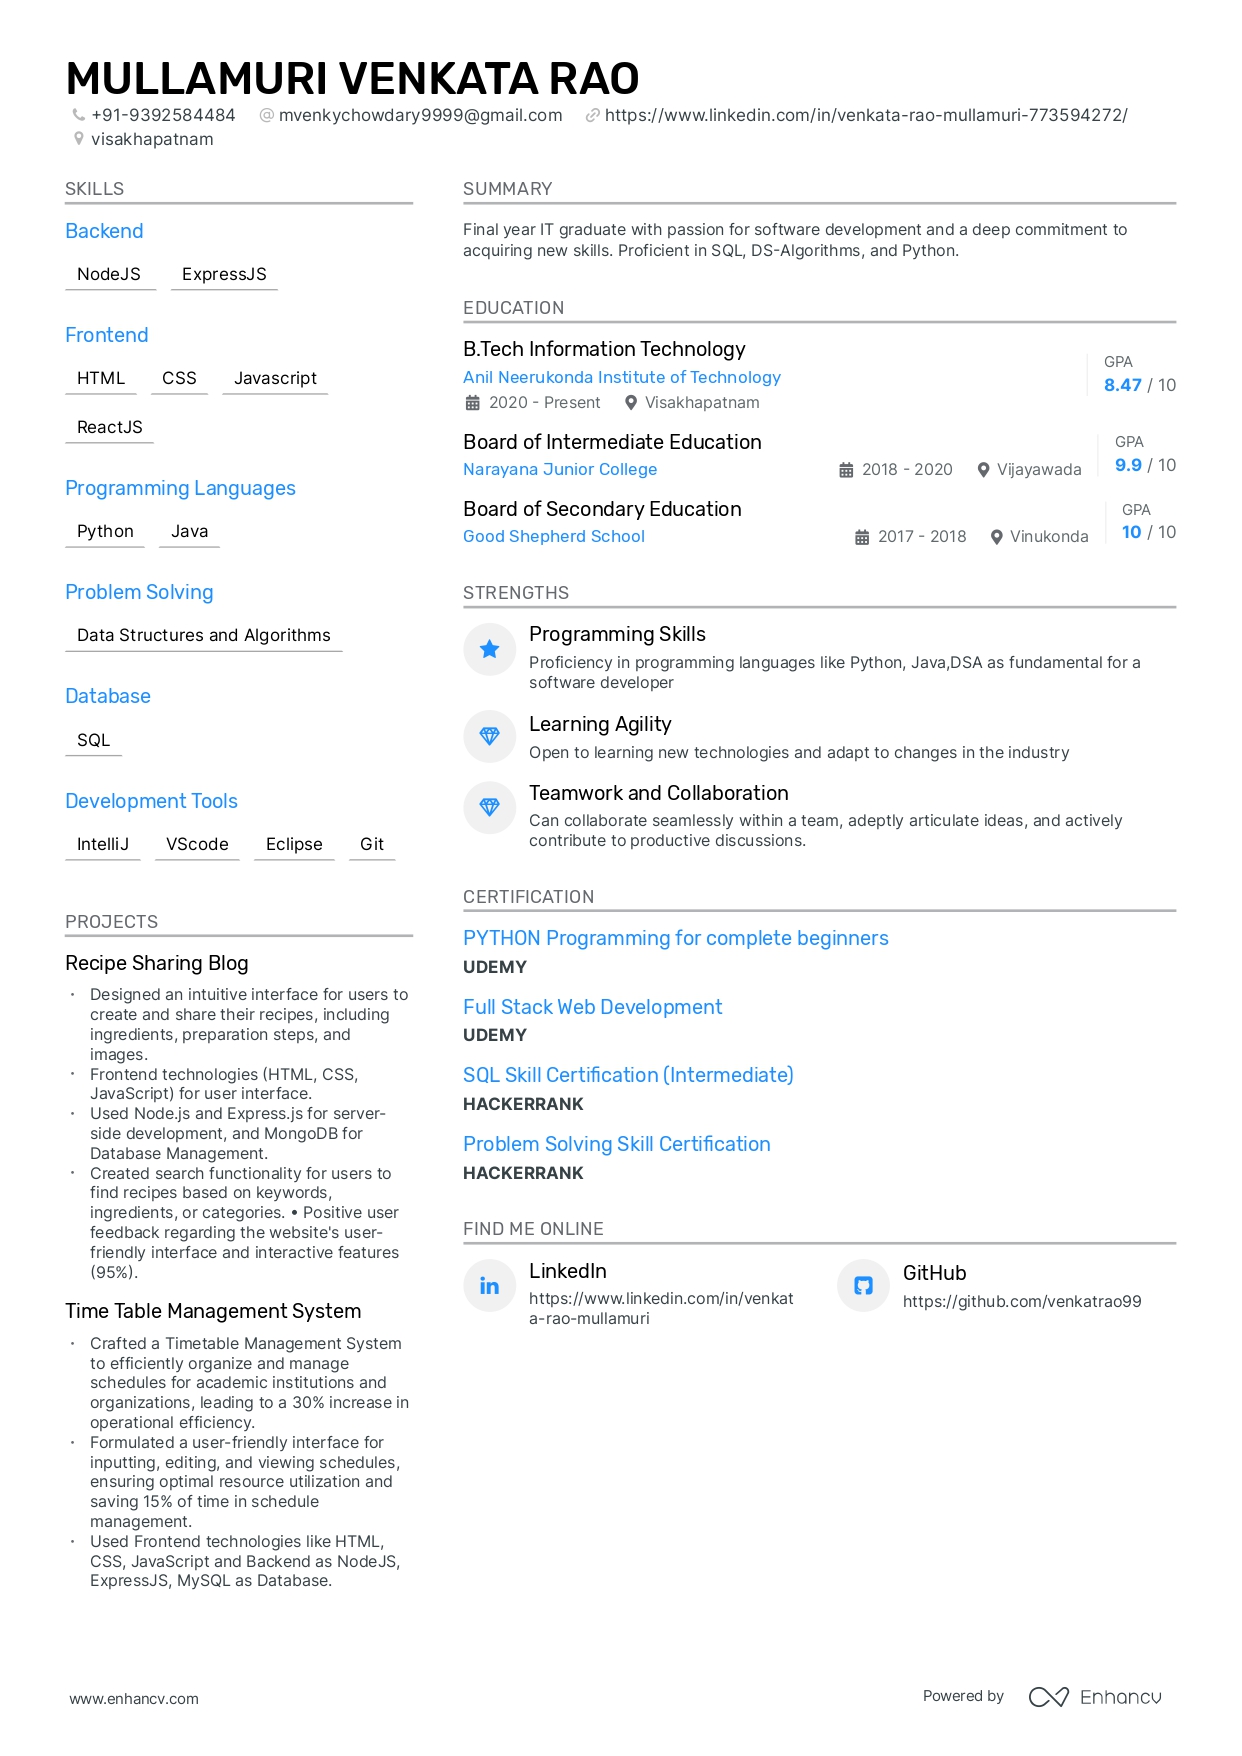 MULLAMURI VENKATA RAO
+91-9392584484 mvenkychowdary9999@gmail.com https://www.linkedin.com/in/venkata-rao-mullamuri-773594272/
visakhapatnam
SKILLS
Backend
NodeJS ExpressJS
Frontend
HTML CSS Javascript
ReactJS
Programming Languages
Python Java
Problem Solving
Data Structures and Algorithms
Database
SQL
Development Tools
IntelliJ VScode Eclipse Git
PROJECTS
Recipe Sharing Blog
· Designed an intuitive interface for users to
create and share their recipes, including
ingredients, preparation steps, and
images.
· Frontend technologies (HTML, CSS,
JavaScript) for user interface.
· Used Node.js and Express.js for server-
side development, and MongoDB for
Database Management.
· Created search functionality for users to
find recipes based on keywords,
ingredients, or categories. • Positive user
feedback regarding the website's user-
friendly interface and interactive features
(95%).
Time Table Management System
· Crafted a Timetable Management System
to efficiently organize and manage
schedules for academic institutions and
organizations, leading to a 30% increase in
operational efficiency.
· Formulated a user-friendly interface for
inputting, editing, and viewing schedules,
ensuring optimal resource utilization and
saving 15% of time in schedule
management.
· Used Frontend technologies like HTML,
CSS, JavaScript and Backend as NodeJS,
ExpressJS, MySQL as Database.
SUMMARY
Final year IT graduate with passion for software development and a deep commitment to
acquiring new skills. Proficient in SQL, DS-Algorithms, and Python.
EDUCATION
B.Tech Information Technology
Anil Neerukonda Institute of Technology
2020 - Present Visakhapatnam
GPA
8.47 / 10
Board of Intermediate Education
Narayana Junior College 2018 - 2020 Vijayawada
GPA
9.9 / 10
Board of Secondary Education
Good Shepherd School 2017 - 2018 Vinukonda
GPA
10 / 10
STRENGTHS
Programming Skills
Proficiency in programming languages like Python, Java,DSA as fundamental for a
software developer
Learning Agility
Open to learning new technologies and adapt to changes in the industry
Teamwork and Collaboration
Can collaborate seamlessly within a team, adeptly articulate ideas, and actively
contribute to productive discussions.
CERTIFICATION
PYTHON Programming for complete beginners
UDEMY
Full Stack Web Development
UDEMY
SQL Skill Certification (Intermediate)
HACKERRANK
Problem Solving Skill Certification
HACKERRANK
FIND ME ONLINE
LinkedIn
https://www.linkedin.com/in/venkat
a-rao-mullamuri
GitHub
https://github.com/venkatrao99
www.enhancv.com
Powered by Enhancv